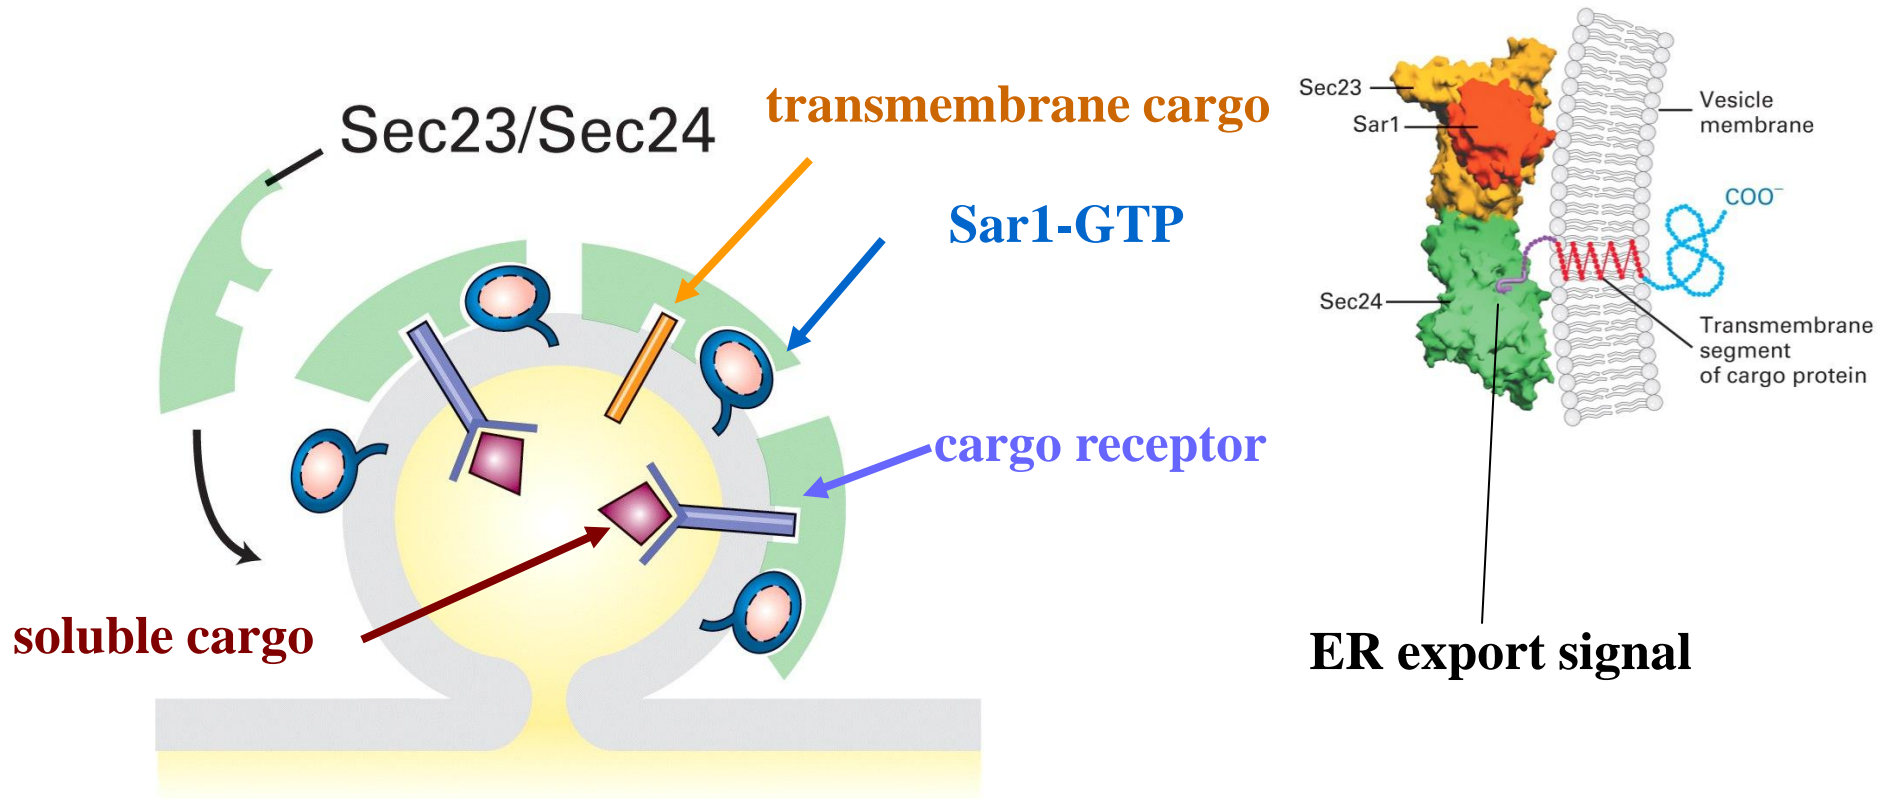 Sec23/Sec24
transmembrane cargo
Sar1-GTP
cargo receptor
soluble cargo
Sec23
Sar1
Sec24
Vesicle
membrane
COO⁻
Transmembrane
segment
of cargo protein
ER export signal